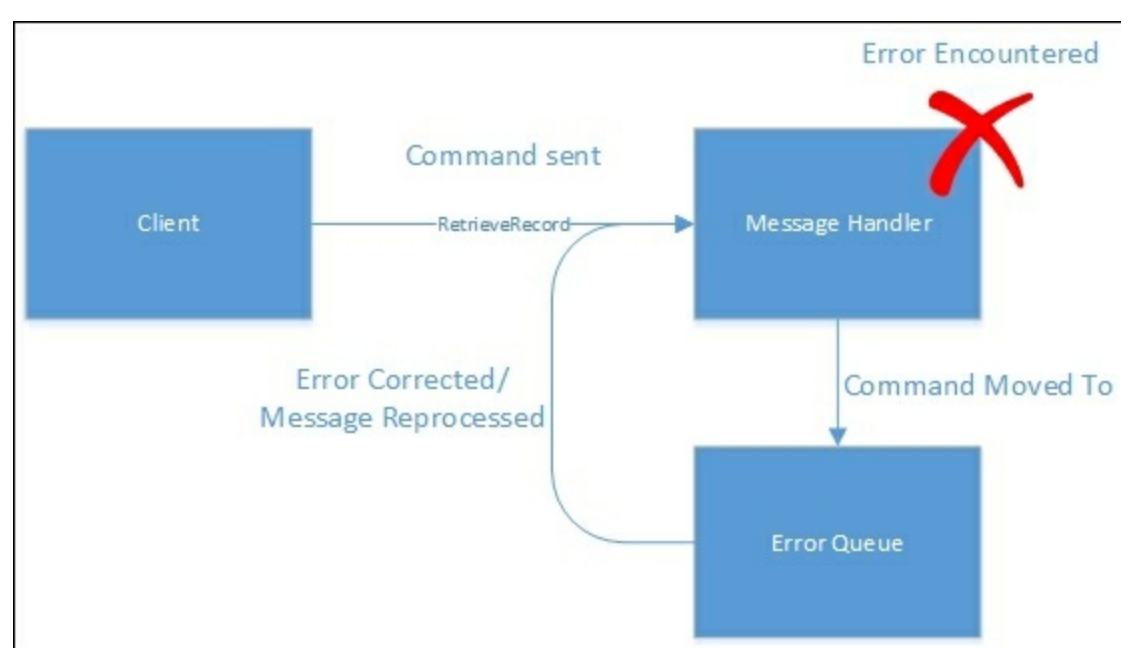 Error Encountered
Command sent
Client
RetrieveRecord
Message Handler
Error Corrected/
Message Reprocessed
Command Moved To
Error Queue